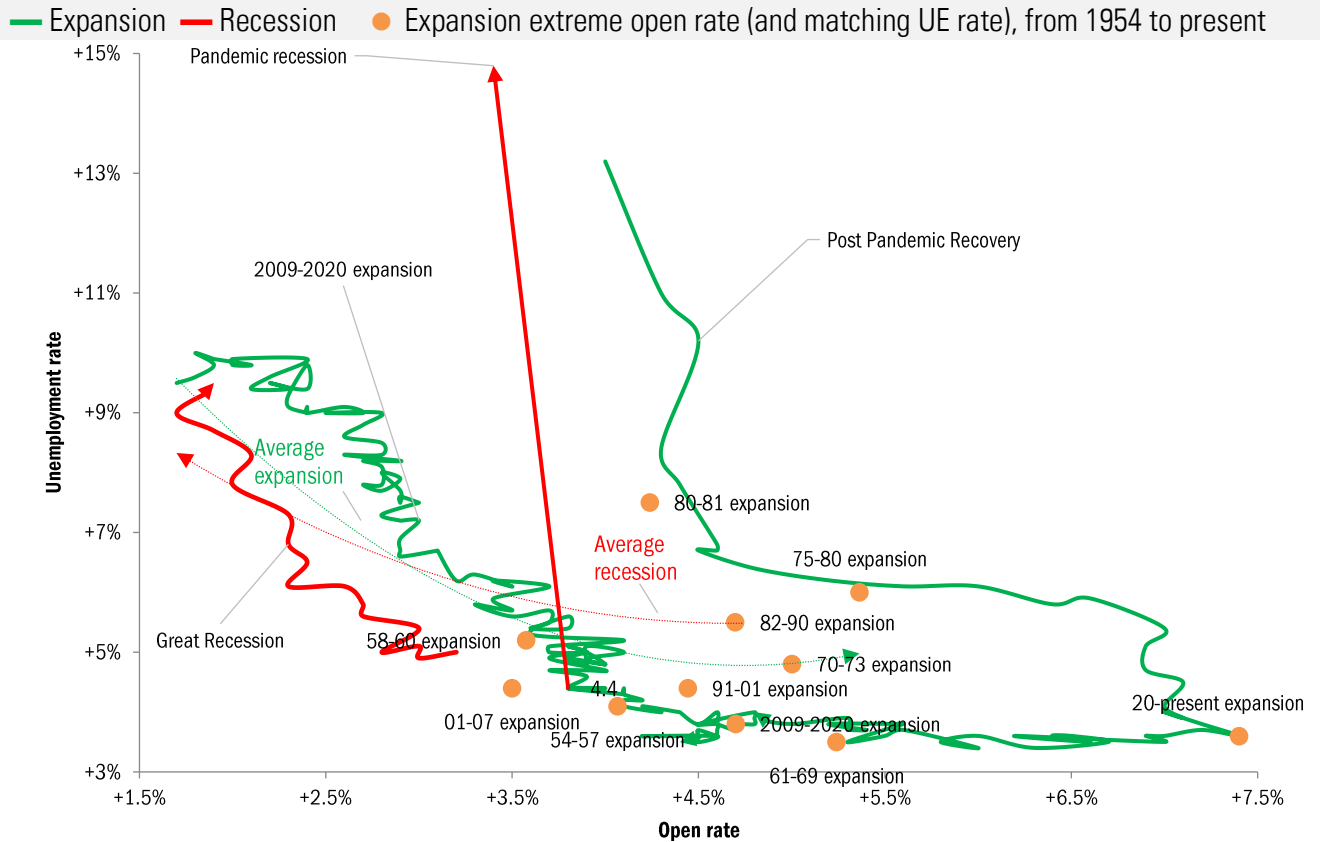 Expansion Recession Expansion extreme open rate (and matching UE rate), from 1954 to present
+15%
Pandemic recession
+13%
Post Pandemic Recovery
2009-2020 expansion
+11%
Unemployment rate
+9%
Average
expansion
80-81 expansion
+7%
Average
recession
75-80 expansion
Great Recession
58-60 expansion
82-90 expansion
+5%
70-73 expansion
4.4
91-01 expansion
20-present expansion
01-07 expansion
2009-2020 expansion
54-57 expansion
+3%
61-69 expansion
+1.5% +2.5% +3.5% +4.5% +5.5% +6.5% +7.5%
Open rate